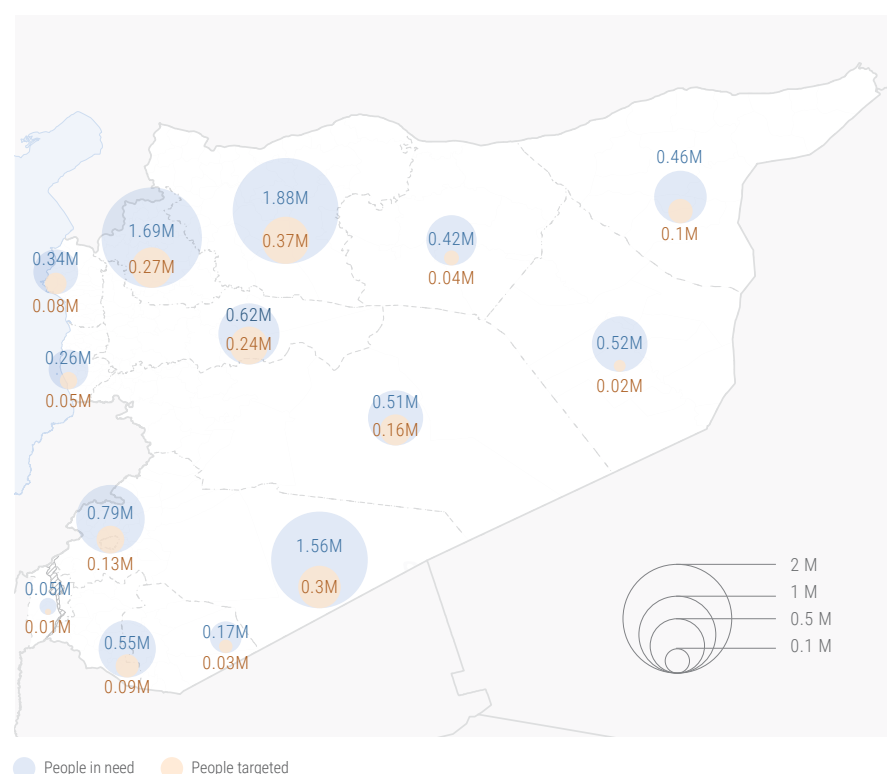 0.46M
0.1M
1.88M
0.37M
1.69M
0.27M
0.42M
0.04M
0.34M
0.08M
0.62M
0.24M
0.52M
0.02M
0.26M
0.05M
0.51M
0.16M
0.79M
0.13M
1.56M
0.3M
0.05M
0.01M
0.55M
0.09M
0.17M
0.03M
2 M
1 M
0.5 M
0.1 M
People in need
People targeted